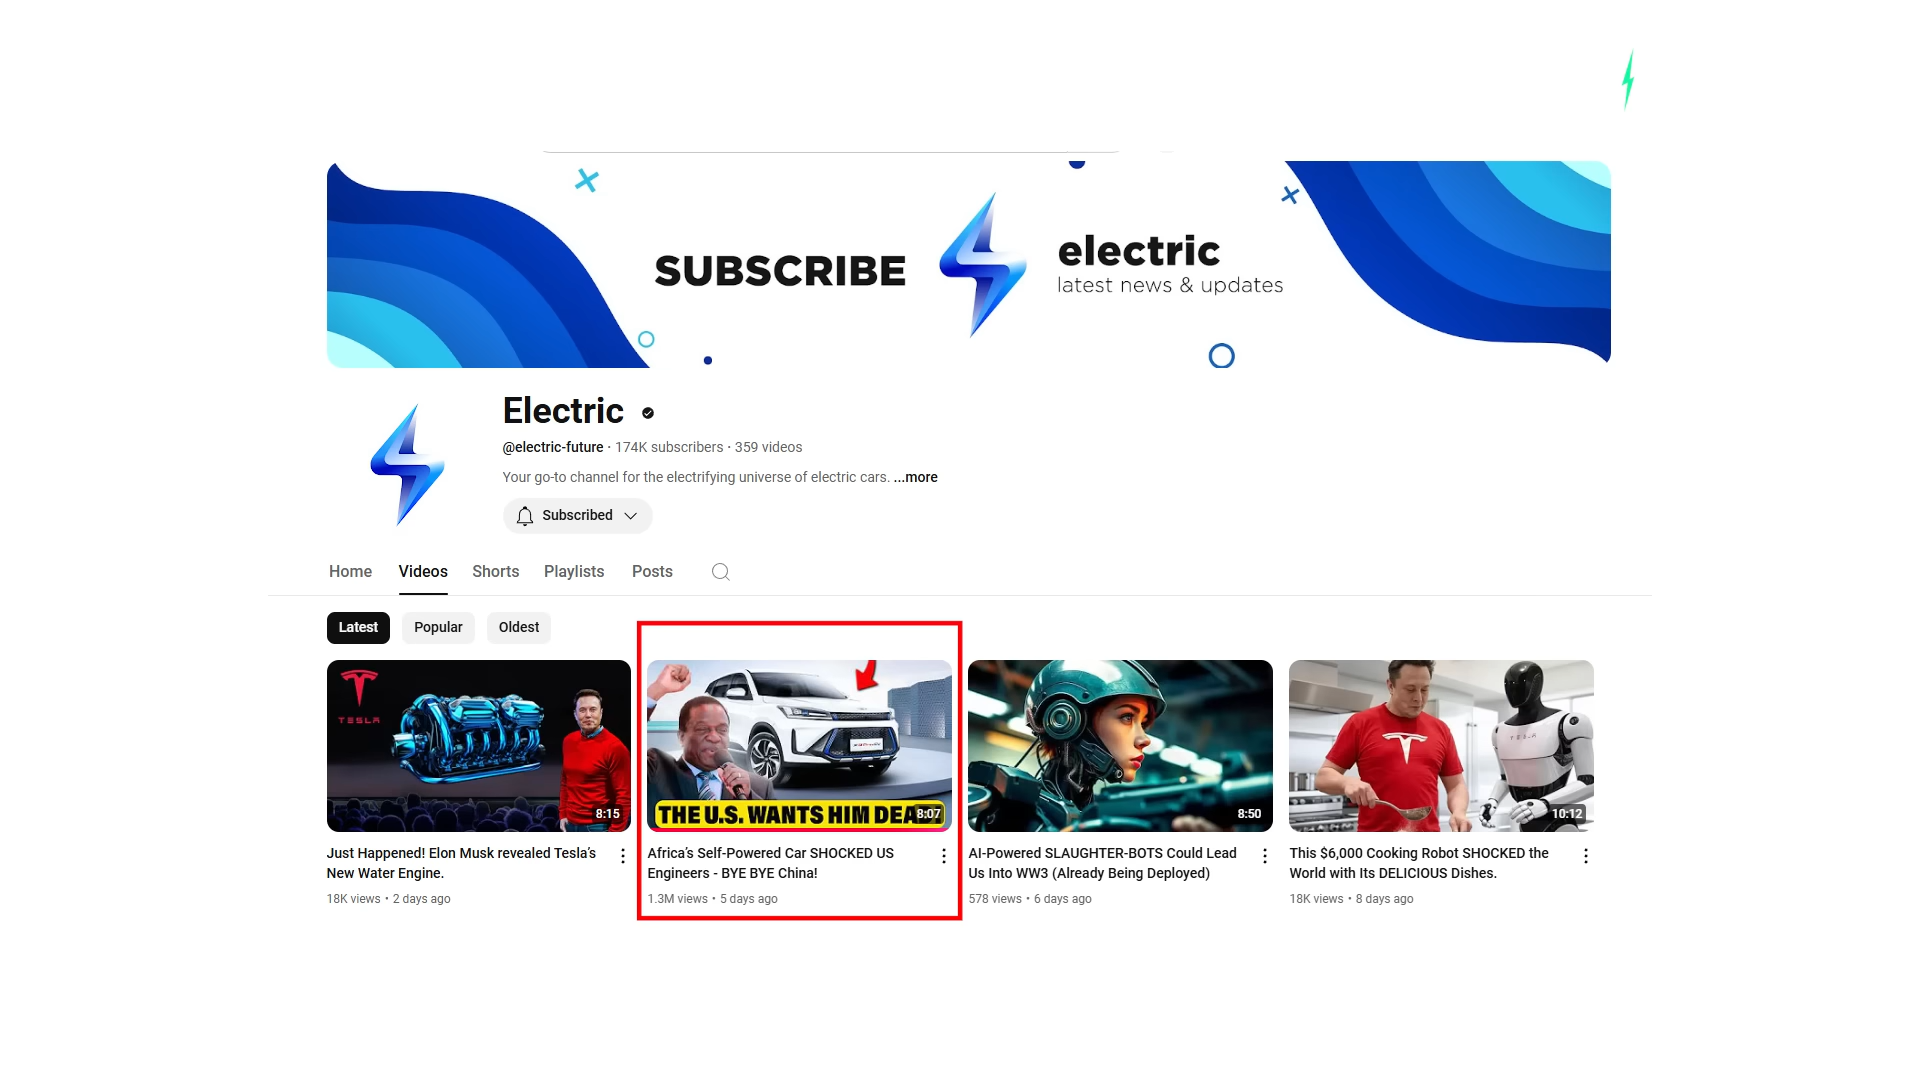 SUBSCRIBE
electric
latest news & updates
Electric
@electric-future · 174K subscribers · 359 videos
Your go-to channel for the electrifying universe of electric cars. ...more
Subscribed
Home Videos Shorts Playlists Posts
Latest Popular Oldest
TESLA
8:15
THE U.S. WANTS HIM DEA
8:07
8:50
TESLA
10:12
Just Happened! Elon Musk revealed Tesla’s
New Water Engine.
18K views • 2 days ago
Africa’s Self-Powered Car SHOCKED US
Engineers - BYE BYE China!
1.3M views • 5 days ago
AI-Powered SLAUGHTER-BOTS Could Lead
Us Into WW3 (Already Being Deployed)
578 views • 6 days ago
This $6,000 Cooking Robot SHOCKED the
World with Its DELICIOUS Dishes.
18K views • 8 days ago